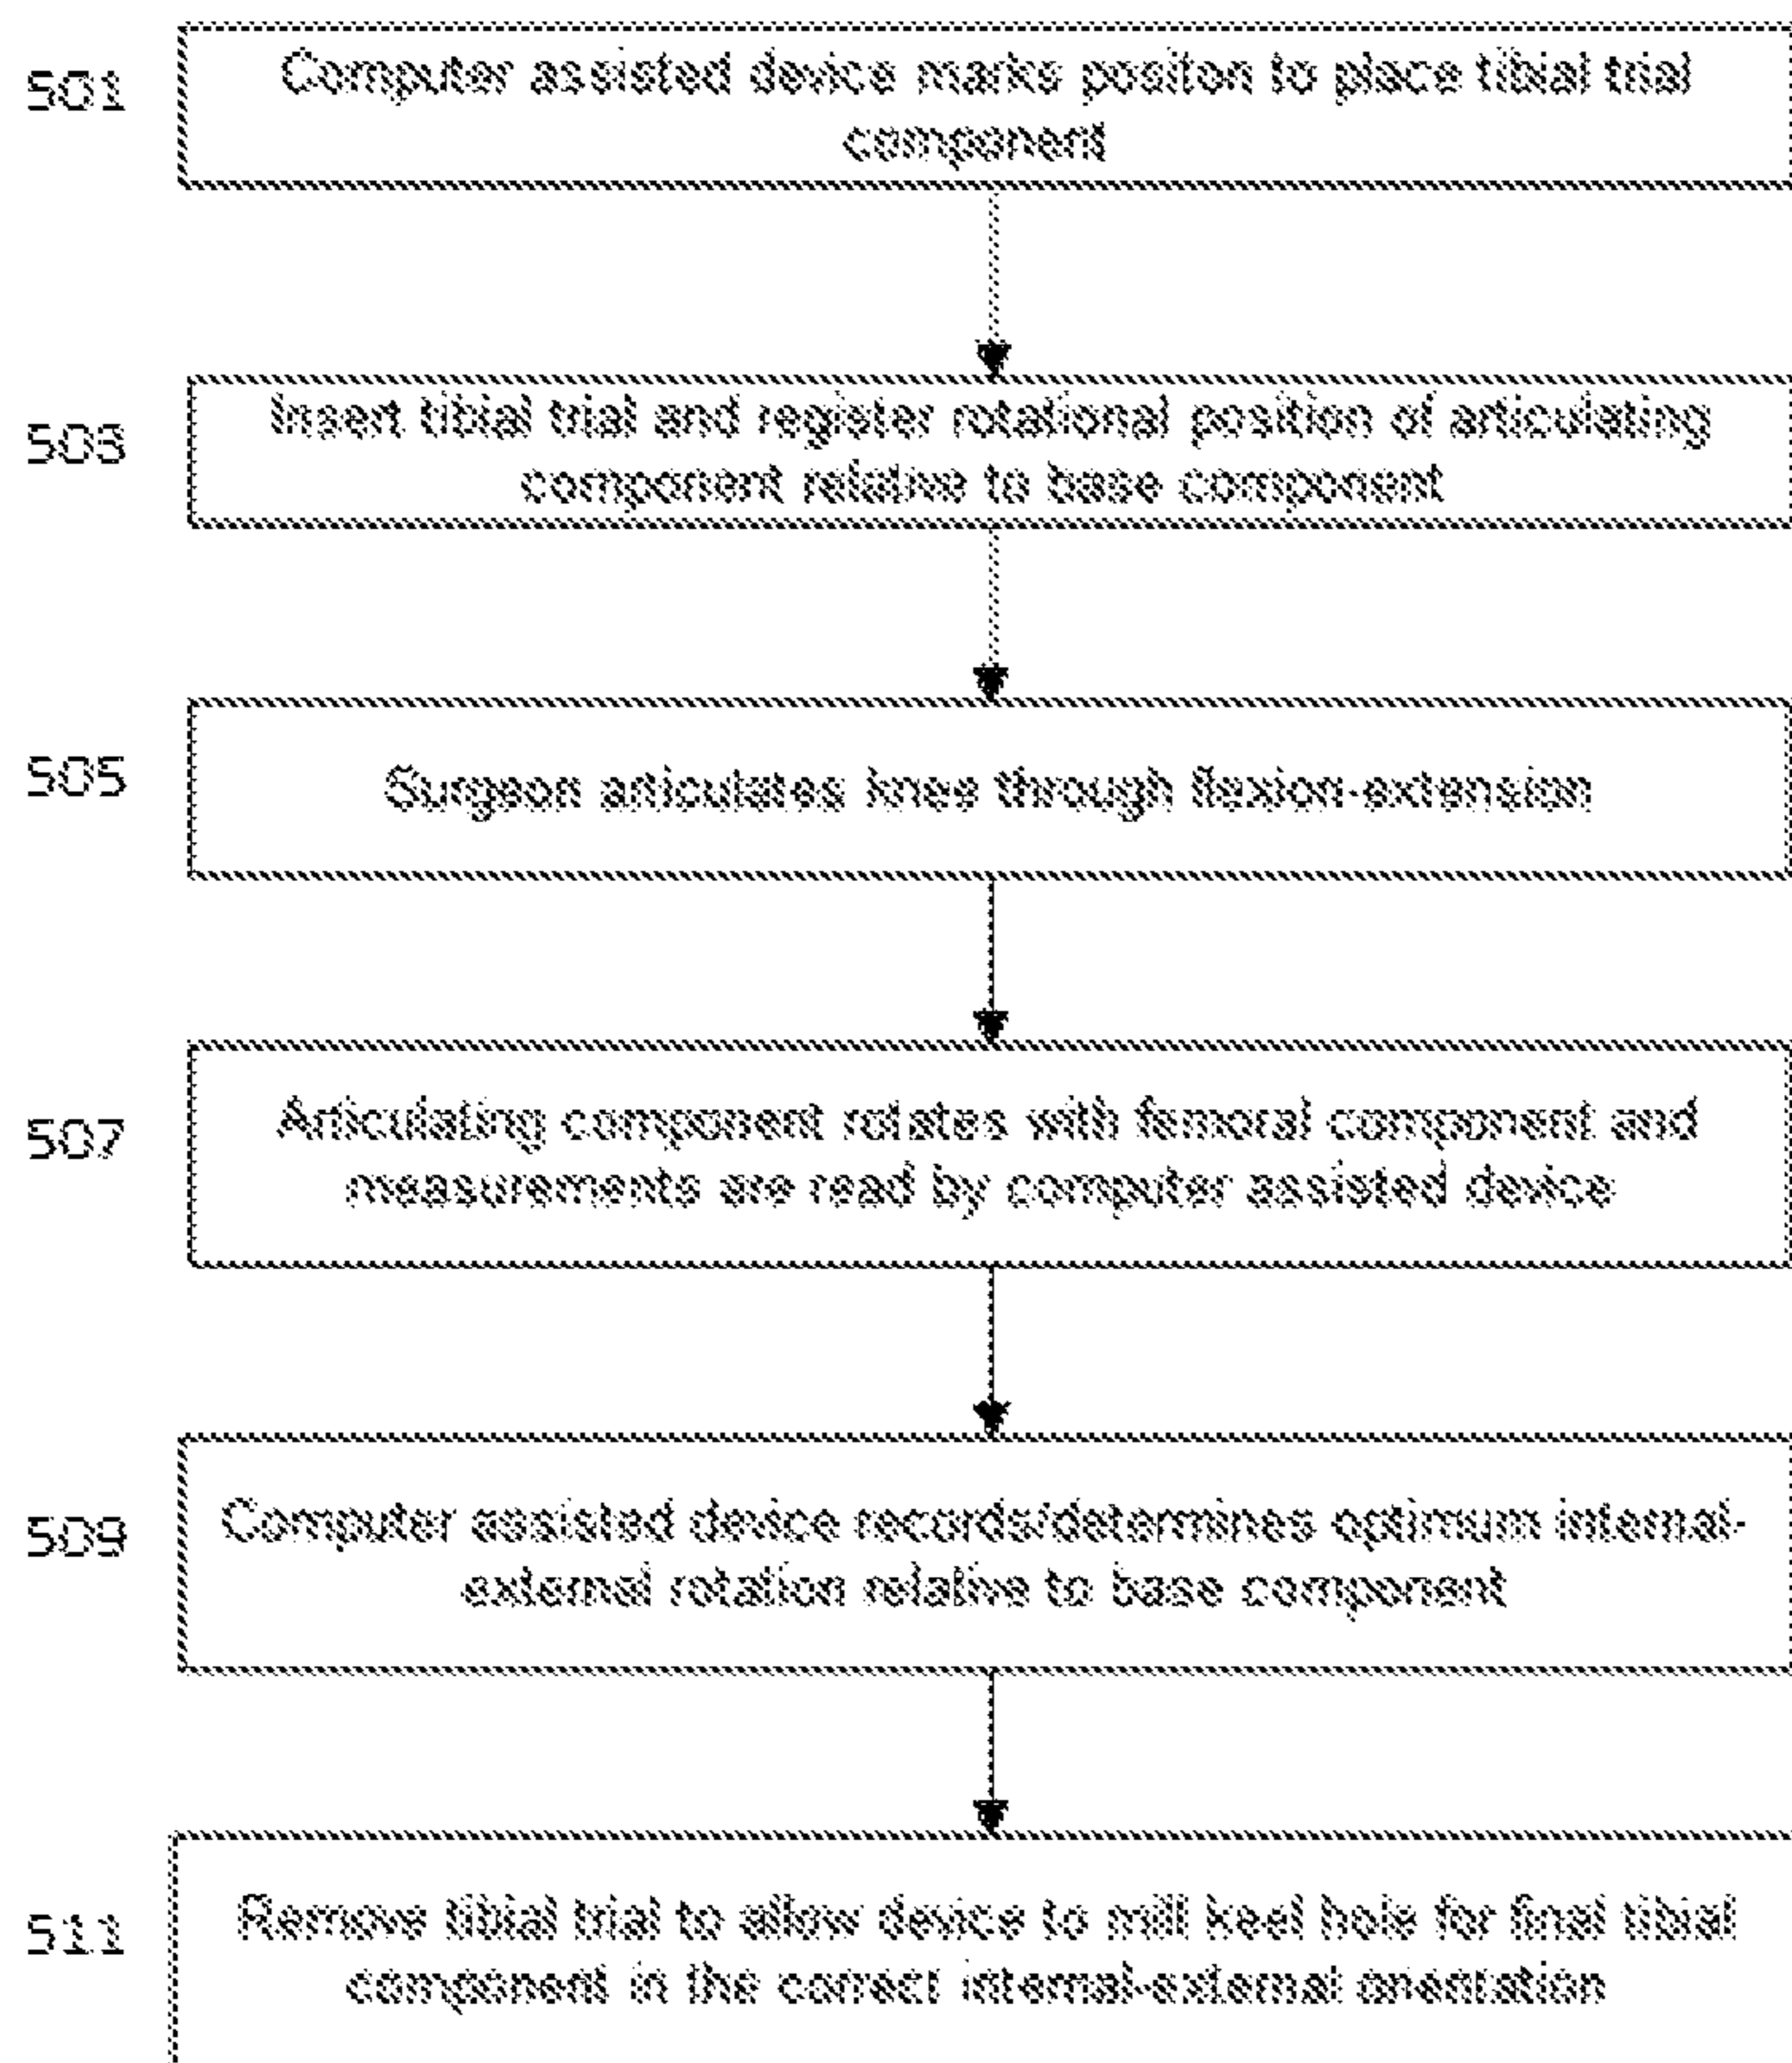 501
Computer assisted device marks positon to place tibial trial
component
503
Insert tibial trial and register rotational position of articulating
component relative to base component
505
Surgeon articulates knee through flexion-extension
507
Articulating component rotates with femoral component and
measurements are read by computer assisted device
509
Computer assisted device records/determines optimum internal-
external rotation relative to base component
511
Remove tibial trial to allow device to mill keel hole for final tibial
component in the correct internal-external orientation